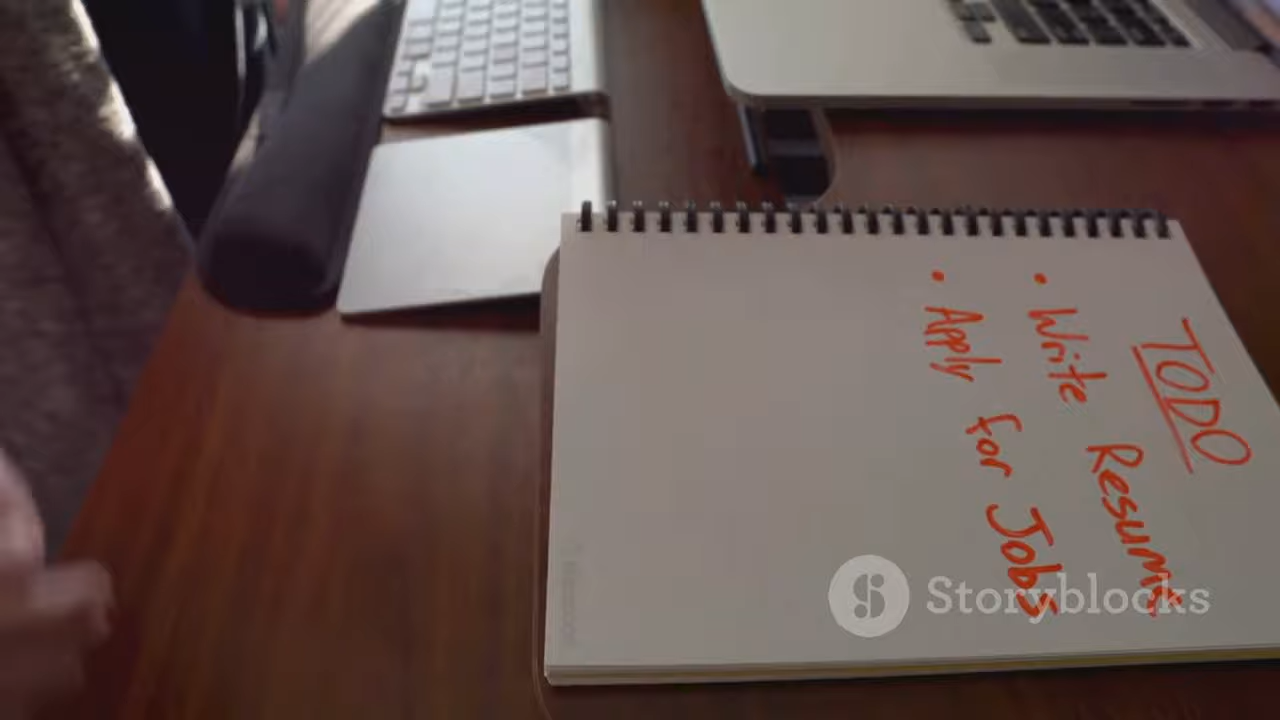 TODO
• Write Resume
• Apply for Jobs
Storyblocks